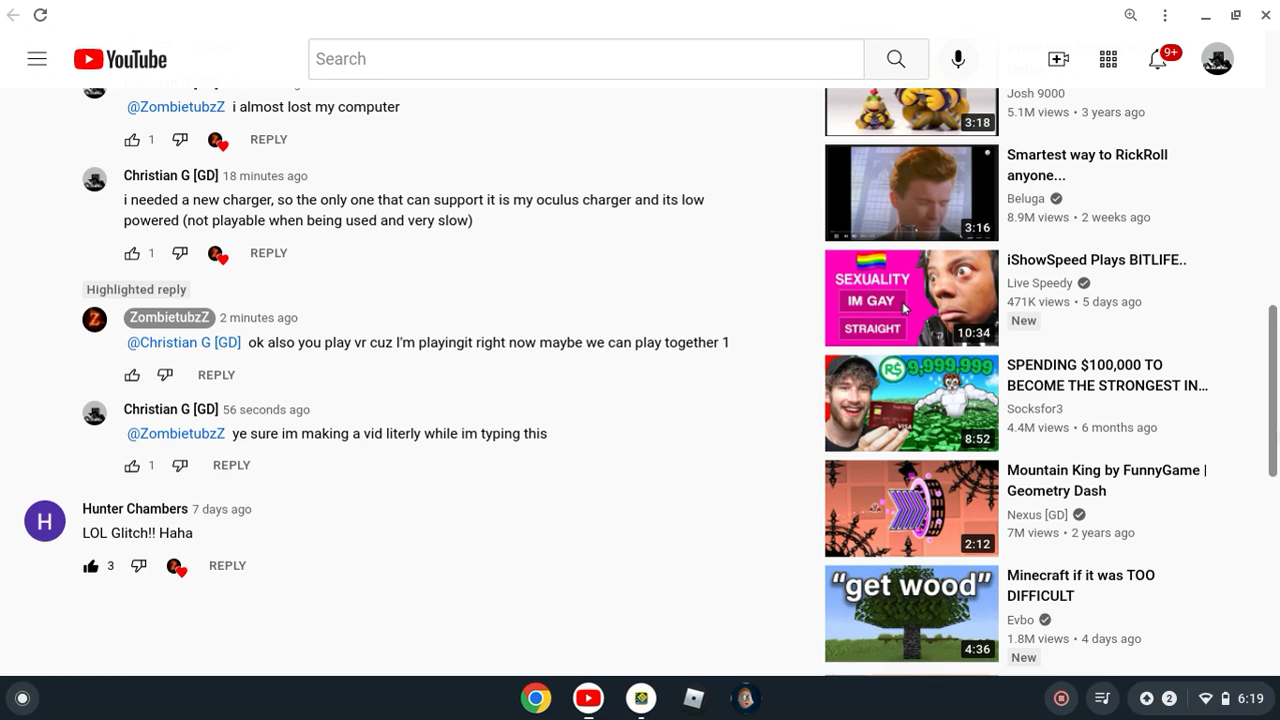 YouTube
Search
9+
@ZombietubzZ i almost lost my computer
1
REPLY
Christian G [GD] 18 minutes ago
i needed a new charger, so the only one that can support it is my oculus charger and its low
powered (not playable when being used and very slow)
1
REPLY
Highlighted reply
Z
ZombietubzZ 2 minutes ago
@Christian G [GD] ok also you play vr cuz I'm playingit right now maybe we can play together 1
REPLY
Christian G [GD] 56 seconds ago
@ZombietubzZ ye sure im making a vid literly while im typing this
1
REPLY
H
Hunter Chambers 7 days ago
LOL Glitch!! Haha
3
REPLY
3:18
Josh 9000
5.1M views • 3 years ago
3:16
Smartest way to RickRoll
anyone...
Beluga
8.9M views • 2 weeks ago
SEXUALITY
IM GAY
STRAIGHT
10:34
iShowSpeed Plays BITLIFE..
Live Speedy
471K views • 5 days ago
New
R$ 9,999,999
VISA
8:52
SPENDING $100,000 TO
BECOME THE STRONGEST IN...
Socksfor3
4.4M views • 6 months ago
2:12
Mountain King by FunnyGame |
Geometry Dash
Nexus [GD]
7M views • 2 years ago
"get wood"
4:36
Minecraft if it was TOO
DIFFICULT
Evbo
1.8M views • 4 days ago
New
2
6:19